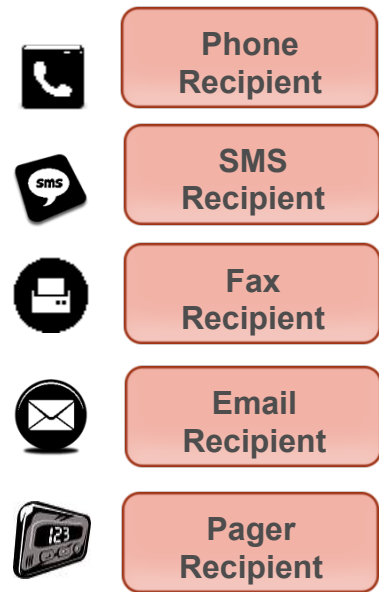 Phone
Recipient
sms
SMS
Recipient
Fax
Recipient
Email
Recipient
123
Pager
Recipient